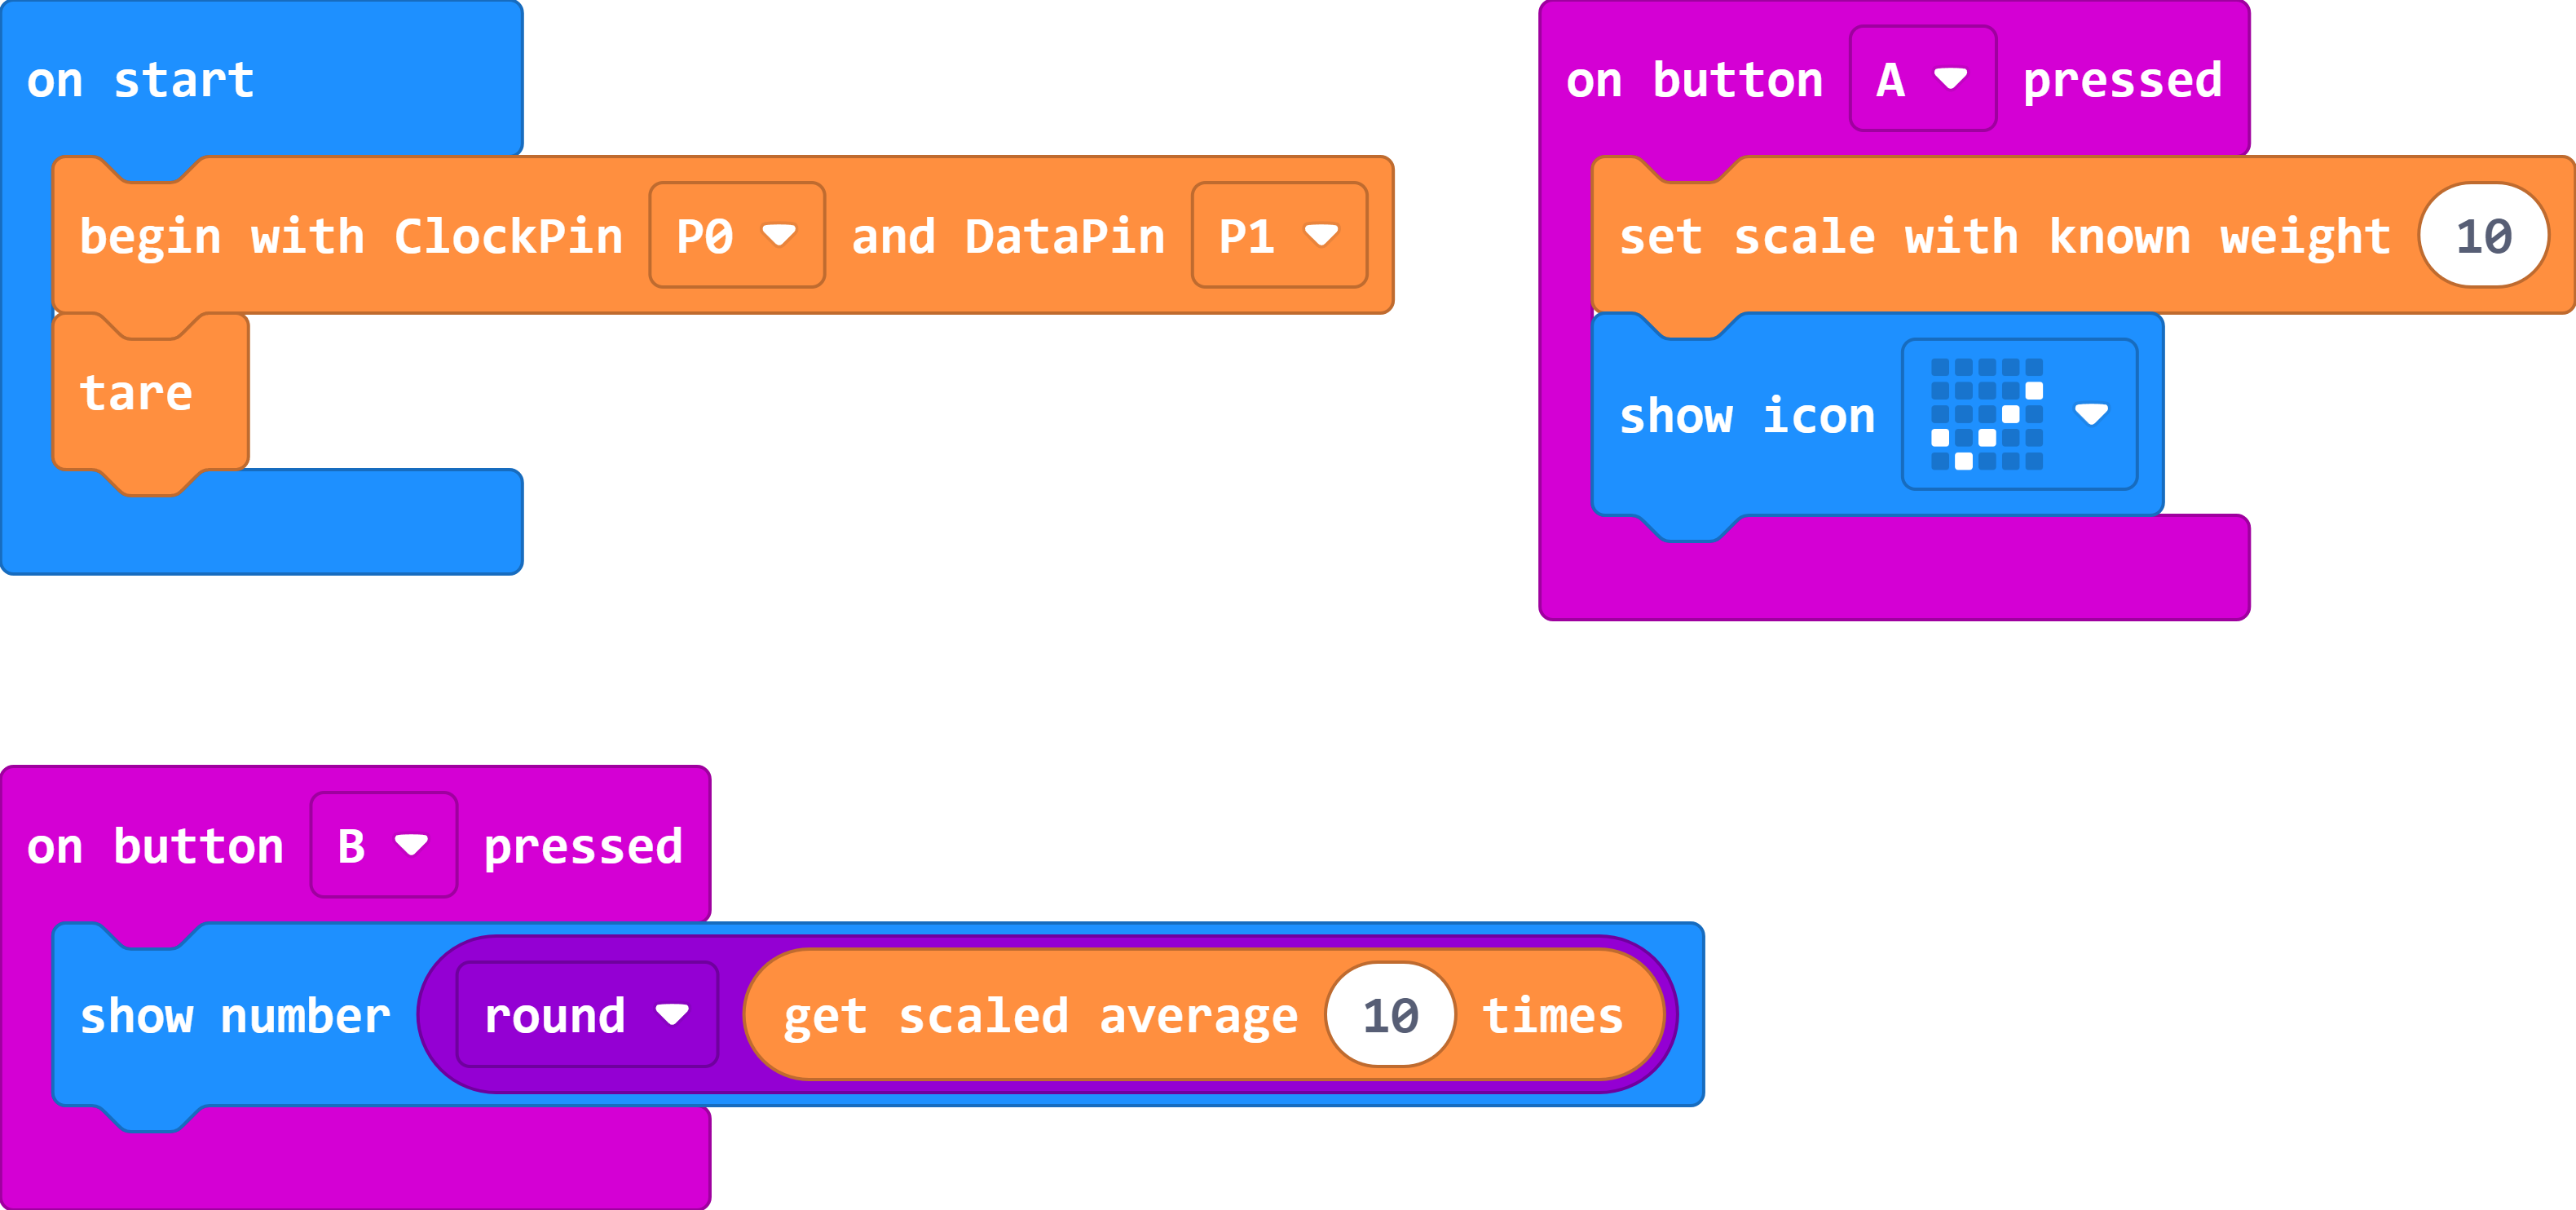 on start
begin with ClockPin P0 and DataPin P1
tare
on button A pressed
set scale with known weight 10
show icon
on button B pressed
show number round get scaled average 10 times